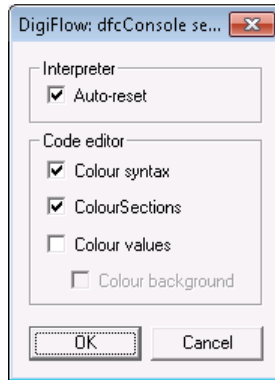 DigiFlow: dfcConsole se...
Interpreter
Auto-reset
Code editor
Colour syntax
ColourSections
Colour values
Colour background
OK
Cancel